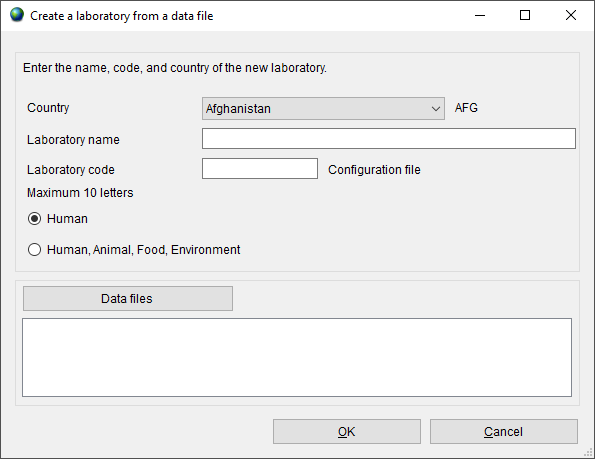 Create a laboratory from a data file
Enter the name, code, and country of the new laboratory.
Country
Afghanistan
AFG
Laboratory name
Laboratory code
Configuration file
Maximum 10 letters
Human
Human, Animal, Food, Environment
Data files
OK
Cancel